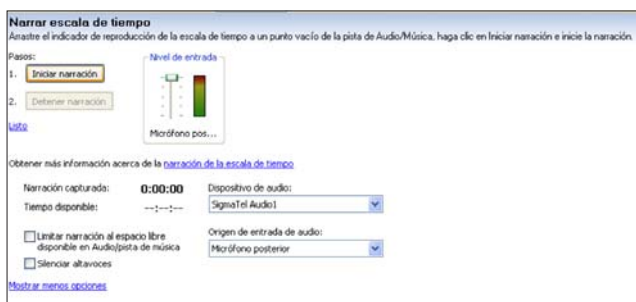 Narrar escala de tiempo
Arrastre el indicador de reproducción de la escala de tiempo a un punto vacío de la pista de Audio/Música, haga clic en Iniciar narración e inicie la narración.
Pasos:
1. Iniciar narración
2. Detener narración
Listo
Nivel de entrada
Micrófono pos...
Obtener más información acerca de la narración de la escala de tiempo
Narración capturada: 0:00:00
Tiempo disponible: --:--:--
Limitar narración al espacio libre
disponible en Audio/pista de música
Silenciar altavoces
Dispositivo de audio:
SigmaTel Audio1
Origen de entrada de audio:
Micrófono posterior
Mostrar menos opciones